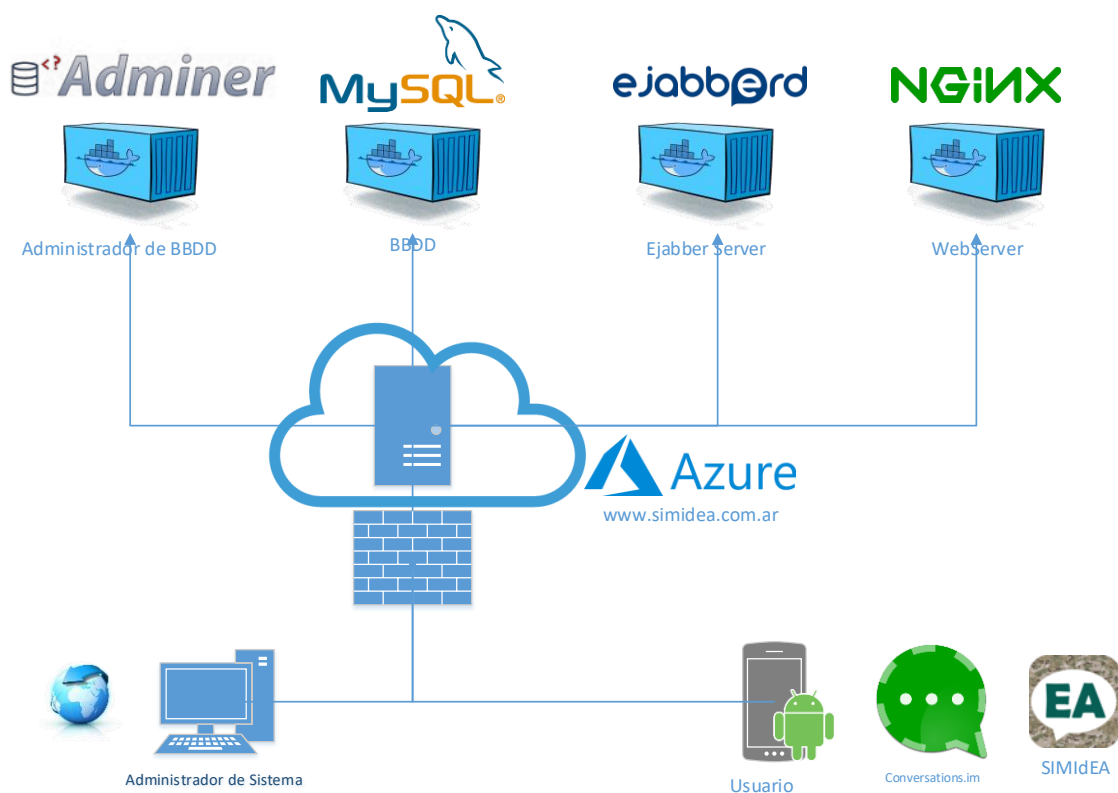 <? Adminer
MySQL®
ejabberd
NGiNX
Administrador de BBDD
BBDD
Ejabber Server
WebServer
Azure
www.simidea.com.ar
EA
Administrador de Sistema
Usuario
Conversations.im
SIMIdEA